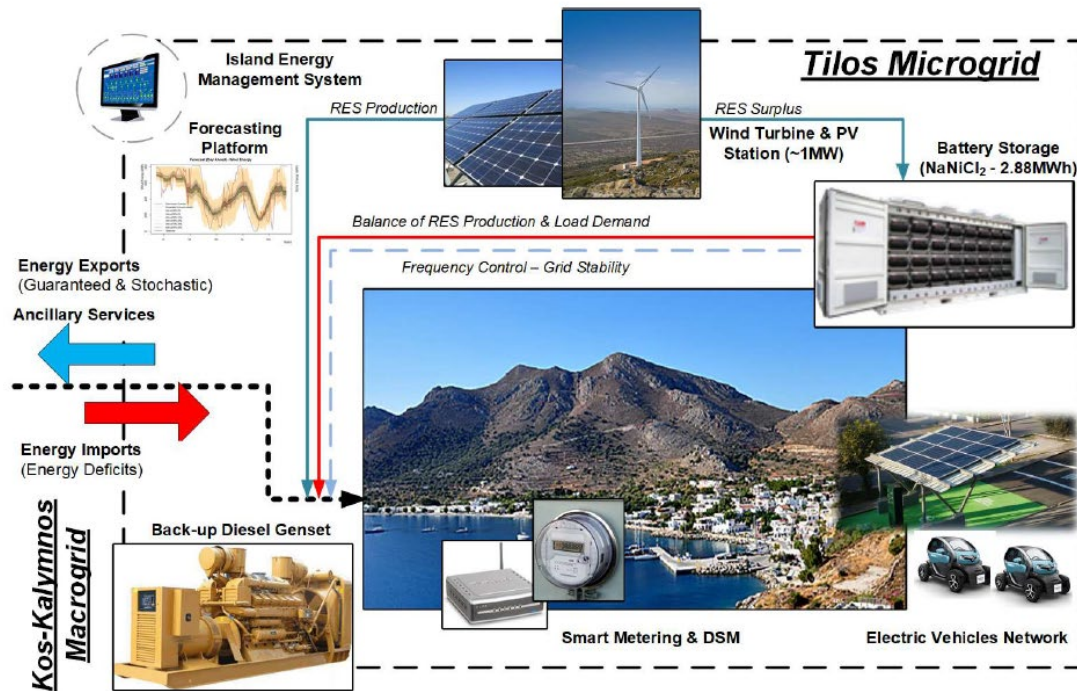 Island Energy
Management System
Tilos Microgrid
RES Production
RES Surplus
Wind Turbine & PV
Station (~1MW)
Forecasting
Platform
Battery Storage
(NaNiCl₂ - 2.88MWh)
Balance of RES Production & Load Demand
Frequency Control – Grid Stability
Energy Exports
(Guaranteed & Stochastic)
Ancillary Services
Energy Imports
(Energy Deficits)
Kos-Kalymnos
Macrogrid
Back-up Diesel Genset
Smart Metering & DSM
Electric Vehicles Network